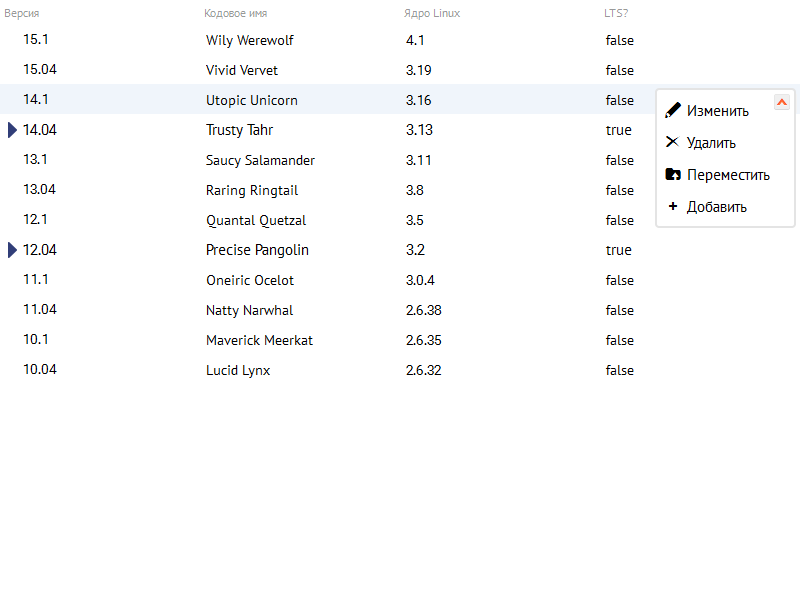 Версия Кодовое имя Ядро Linux LTS?
15.1 Wily Werewolf 4.1 false
15.04 Vivid Vervet 3.19 false
14.1 Utopic Unicorn 3.16 false
14.04 Trusty Tahr 3.13 true
13.1 Saucy Salamander 3.11 false
13.04 Raring Ringtail 3.8 false
12.1 Quantal Quetzal 3.5 false
12.04 Precise Pangolin 3.2 true
11.1 Oneiric Ocelot 3.0.4 false
11.04 Natty Narwhal 2.6.38 false
10.1 Maverick Meerkat 2.6.35 false
10.04 Lucid Lynx 2.6.32 false
Изменить
Удалить
Переместить
Добавить